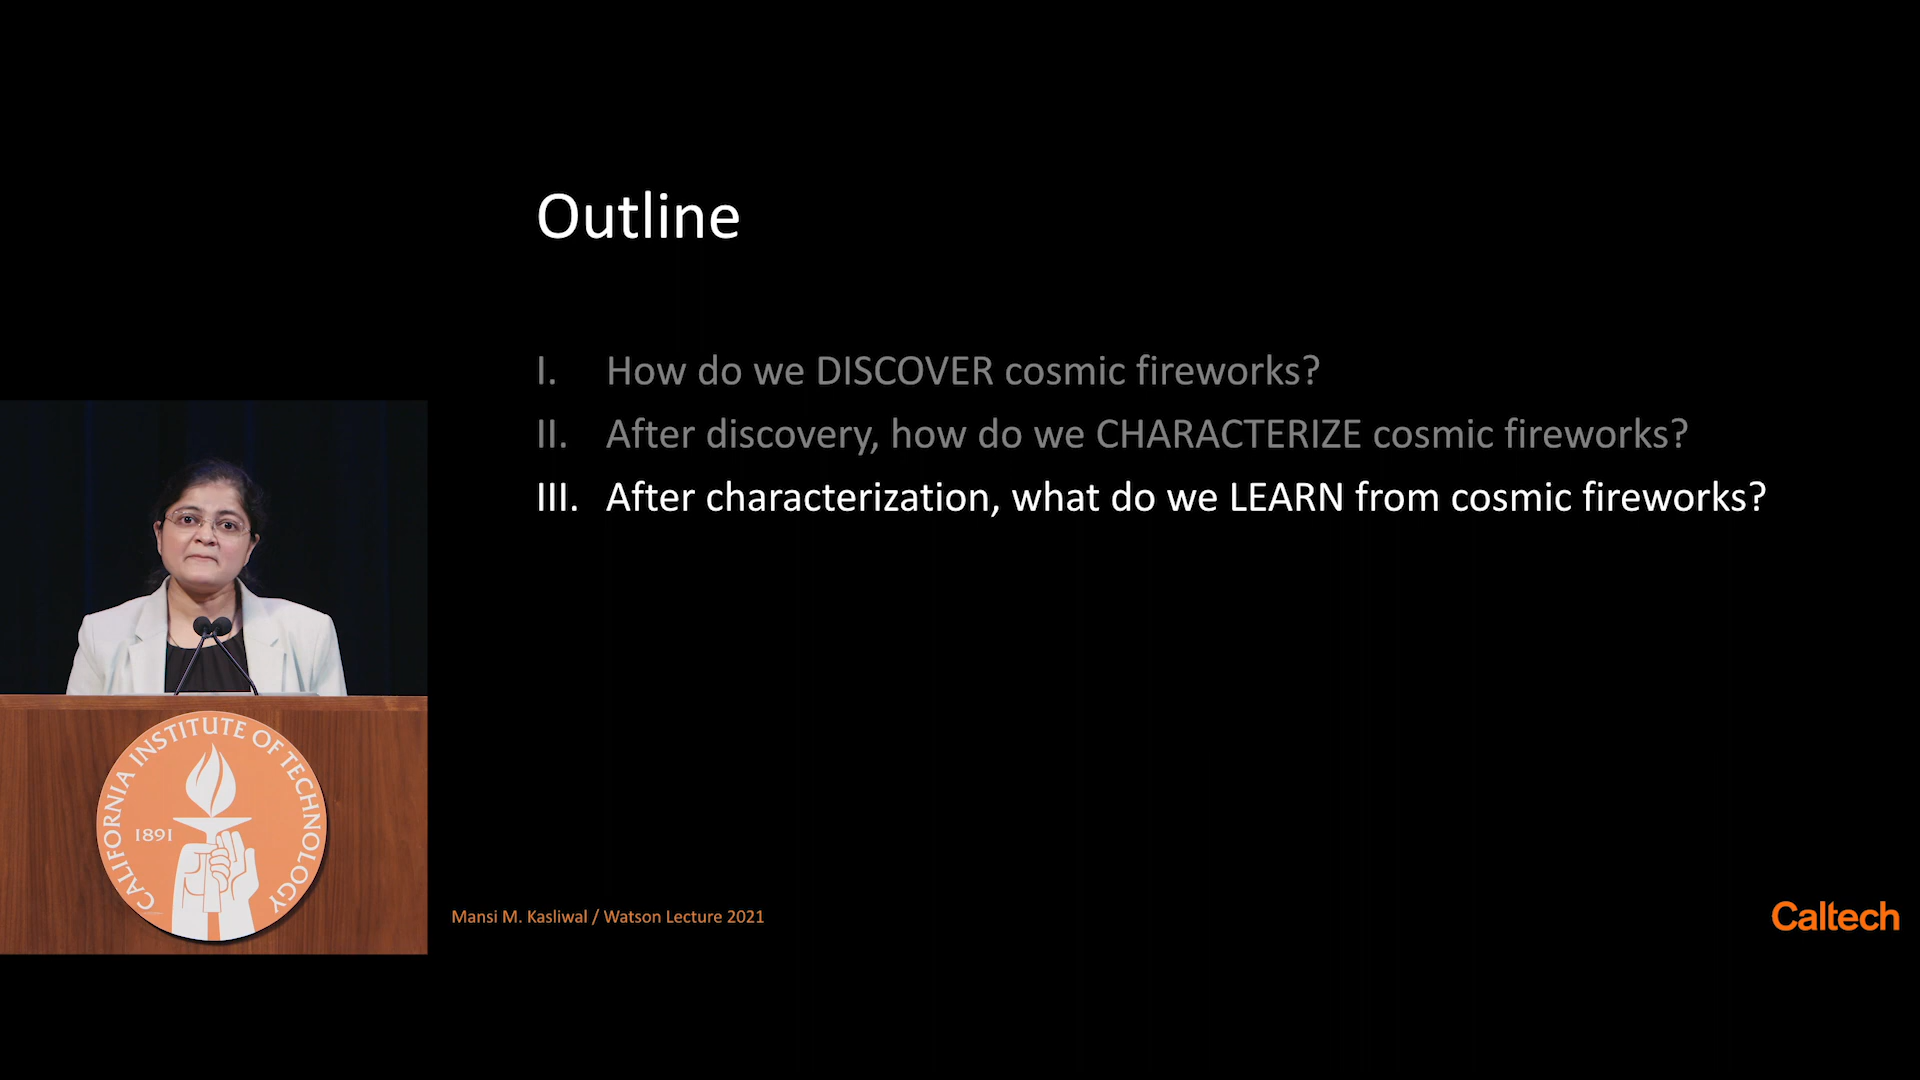 Outline
I. How do we DISCOVER cosmic fireworks?
II. After discovery, how do we CHARACTERIZE cosmic fireworks?
III. After characterization, what do we LEARN from cosmic fireworks?
CALIFORNIA INSTITUTE OF TECHNOLOGY
1891
Mansi M. Kasliwal / Watson Lecture 2021
Caltech